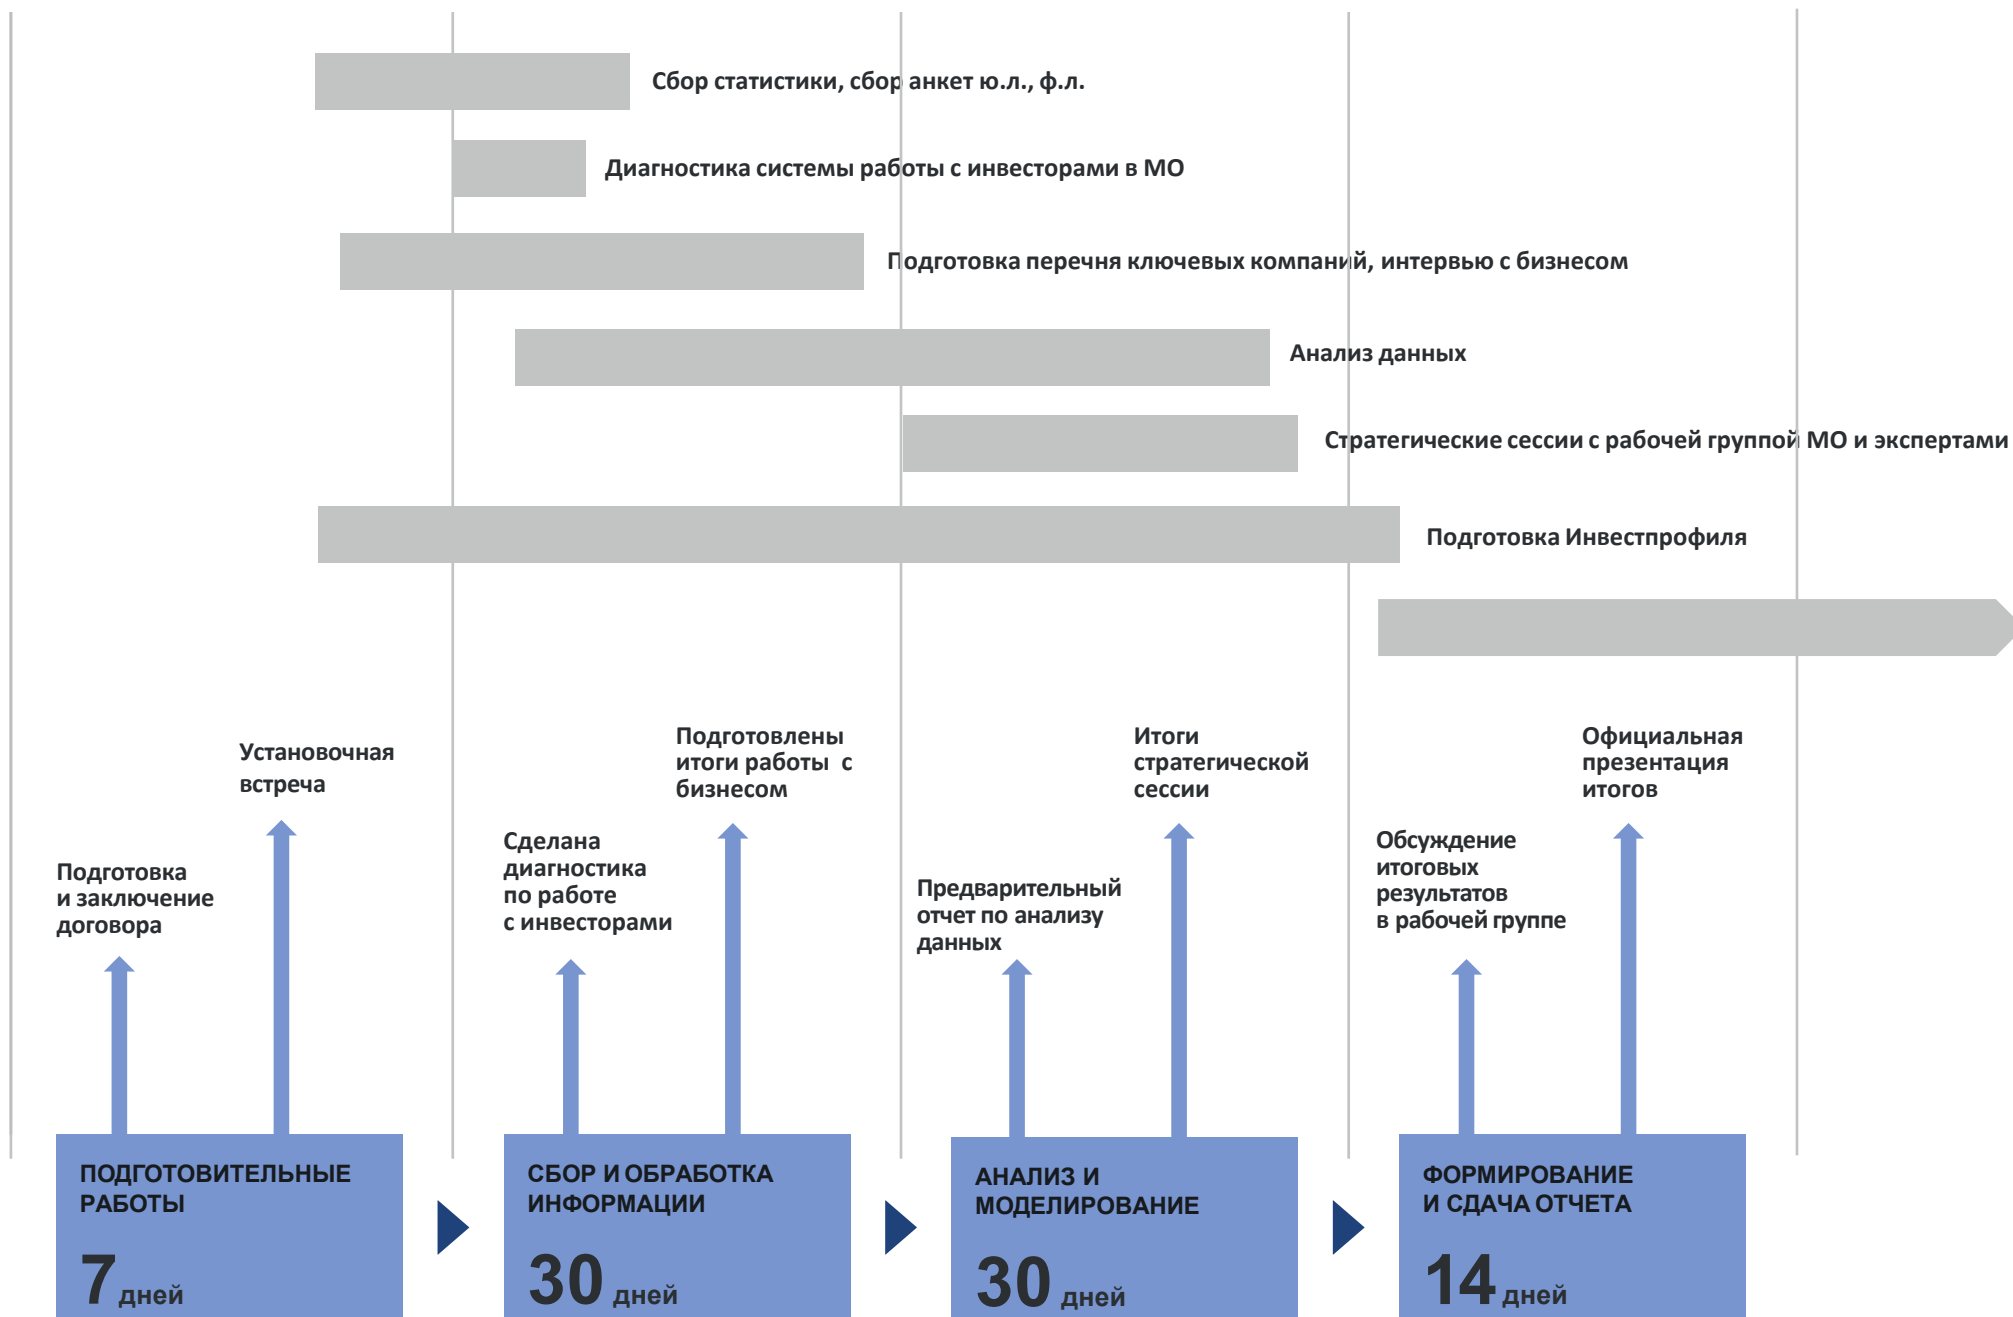 Сбор статистики, сбор анкет ю.л., ф.л.
Диагностика системы работы с инвесторами в МО
Подготовка перечня ключевых компаний, интервью с бизнесом
Анализ данных
Стратегические сессии с рабочей группой МО и экспертами
Подготовка Инвестпрофиля
Подготовка
и заключение
договора
Установочная
встреча
Сделана
диагностика
по работе
с инвесторами
Подготовлены
итоги работы с
бизнесом
Предварительный
отчет по анализу
данных
Итоги
стратегической
сессии
Обсуждение
итоговых
результатов
в рабочей группе
Официальная
презентация
итогов
ПОДГОТОВИТЕЛЬНЫЕ
РАБОТЫ
7 дней
СБОР И ОБРАБОТКА
ИНФОРМАЦИИ
30 дней
АНАЛИЗ И
МОДЕЛИРОВАНИЕ
30 дней
ФОРМИРОВАНИЕ
И СДАЧА ОТЧЕТА
14 дней